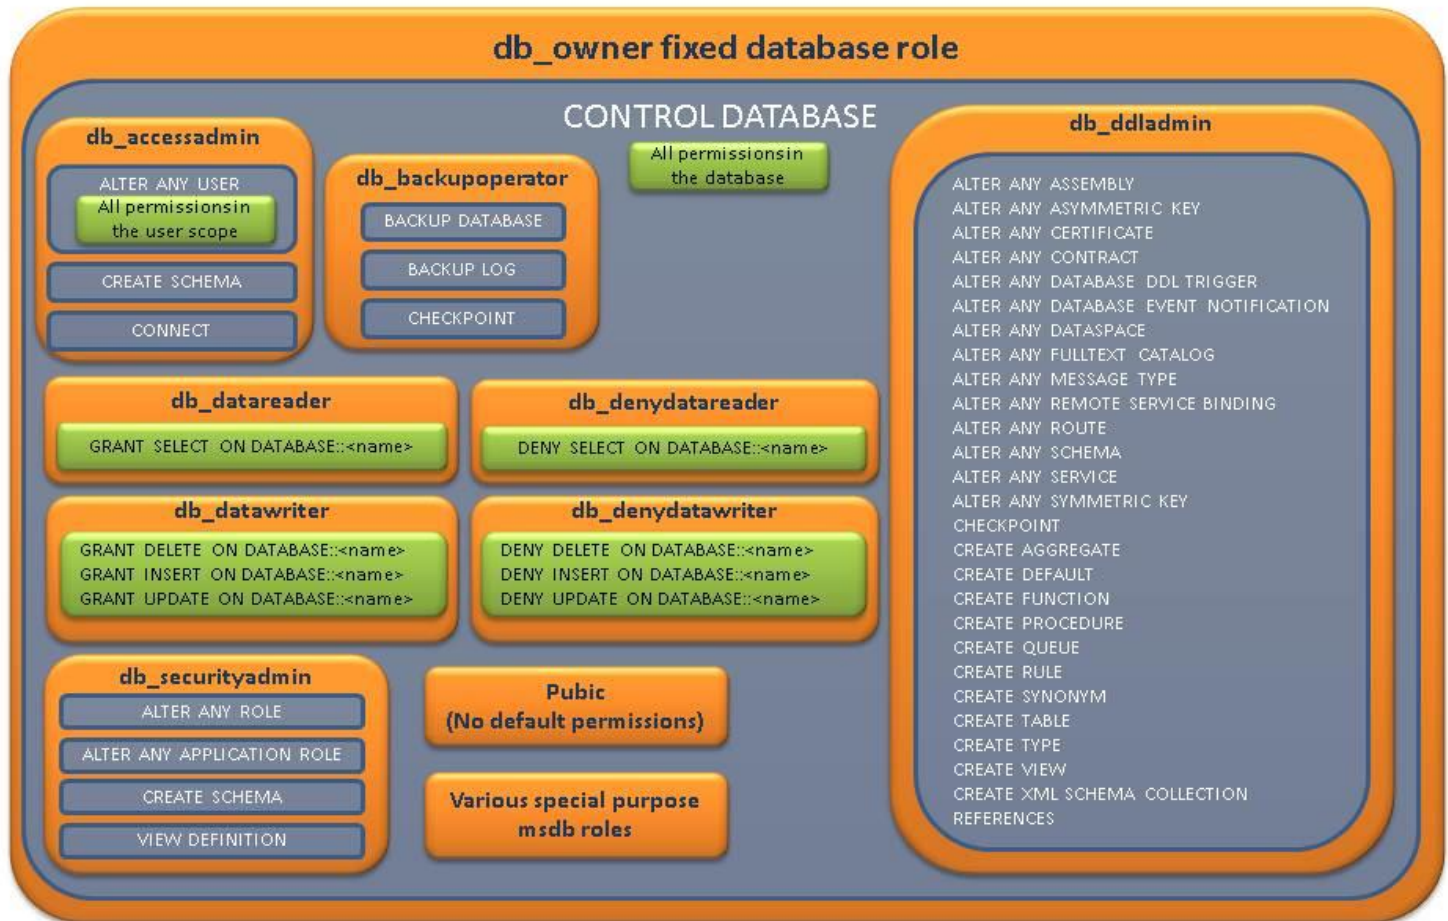 db_owner fixed database role
CONTROL DATABASE
All permissions in
the database
db_accessadmin
ALTER ANY USER
All permissions in
the user scope
CREATE SCHEMA
CONNECT
db_backupoperator
BACKUP DATABASE
BACKUP LOG
CHECKPOINT
db_datareader
GRANT SELECT ON DATABASE::<name>
db_denydatareader
DENY SELECT ON DATABASE::<name>
db_datawriter
GRANT DELETE ON DATABASE::<name>
GRANT INSERT ON DATABASE::<name>
GRANT UPDATE ON DATABASE::<name>
db_denydatawriter
DENY DELETE ON DATABASE::<name>
DENY INSERT ON DATABASE::<name>
DENY UPDATE ON DATABASE::<name>
db_securityadmin
ALTER ANY ROLE
ALTER ANY APPLICATION ROLE
CREATE SCHEMA
VIEW DEFINITION
Pubic
(No default permissions)
Various special purpose
msdb roles
db_ddladmin
ALTER ANY ASSEMBLY
ALTER ANY ASYMMETRIC KEY
ALTER ANY CERTIFICATE
ALTER ANY CONTRACT
ALTER ANY DATABASE DDL TRIGGER
ALTER ANY DATABASE EVENT NOTIFICATION
ALTER ANY DATASPACE
ALTER ANY FULLTEXT CATALOG
ALTER ANY MESSAGE TYPE
ALTER ANY REMOTE SERVICE BINDING
ALTER ANY ROUTE
ALTER ANY SCHEMA
ALTER ANY SERVICE
ALTER ANY SYMMETRIC KEY
CHECKPOINT
CREATE AGGREGATE
CREATE DEFAULT
CREATE FUNCTION
CREATE PROCEDURE
CREATE QUEUE
CREATE RULE
CREATE SYNONYM
CREATE TABLE
CREATE TYPE
CREATE VIEW
CREATE XML SCHEMA COLLECTION
REFERENCES